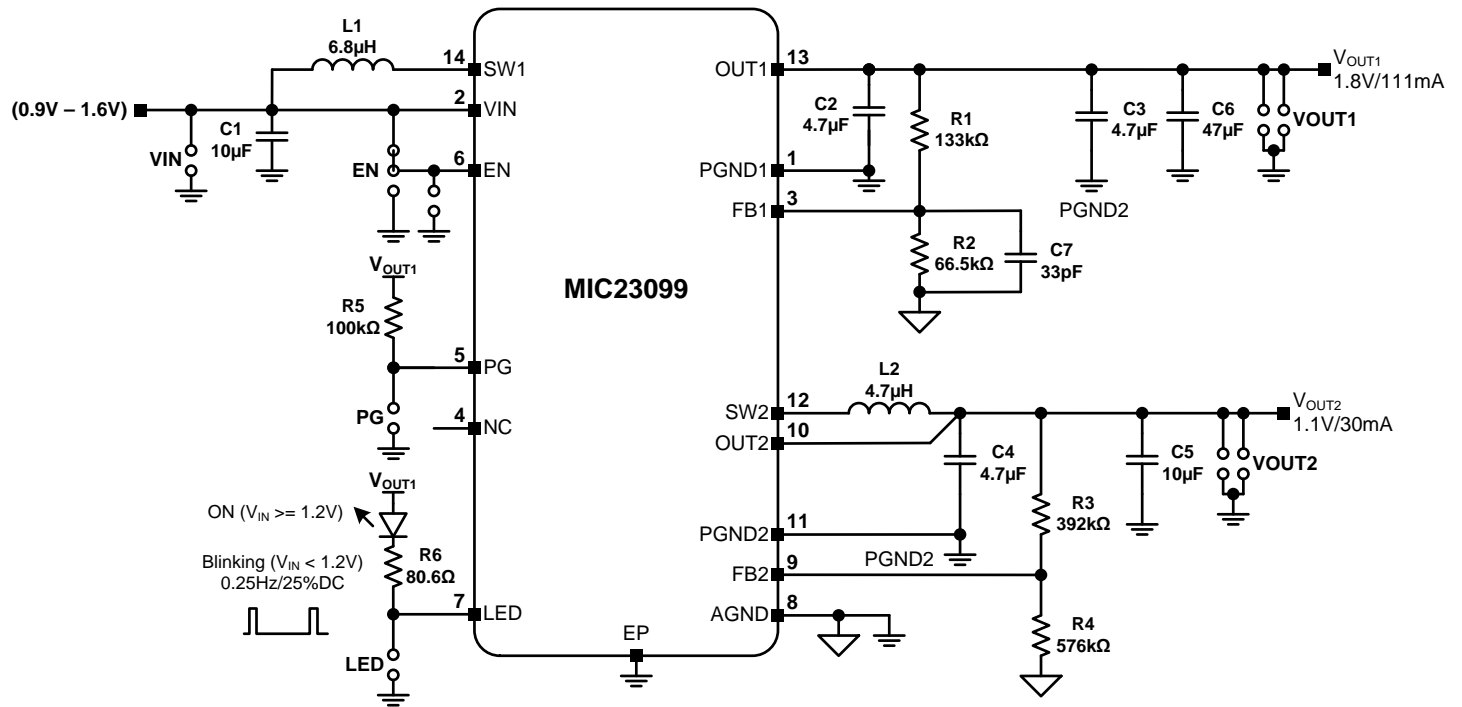 L1
6.8µH
14
SW1
(0.9V – 1.6V)
2
VIN
VIN
C1
10µF
EN
6
EN
VOUT1
R5
100kΩ
5
PG
PG
4
NC
VOUT1
ON (VIN >= 1.2V)
Blinking (VIN < 1.2V)
0.25Hz/25%DC
R6
80.6Ω
7
LED
LED
MIC23099
EP
OUT1
13
C2
4.7µF
R1
133kΩ
C3
4.7µF
C6
47µF
VOUT1
VOUT1
1.8V/111mA
PGND1
1
PGND2
FB1
3
R2
66.5kΩ
C7
33pF
L2
4.7µH
SW2
12
OUT2
10
VOUT2
1.1V/30mA
C4
4.7µF
C5
10µF
VOUT2
R3
392kΩ
PGND2
11
PGND2
FB2
9
AGND
8
R4
576kΩ